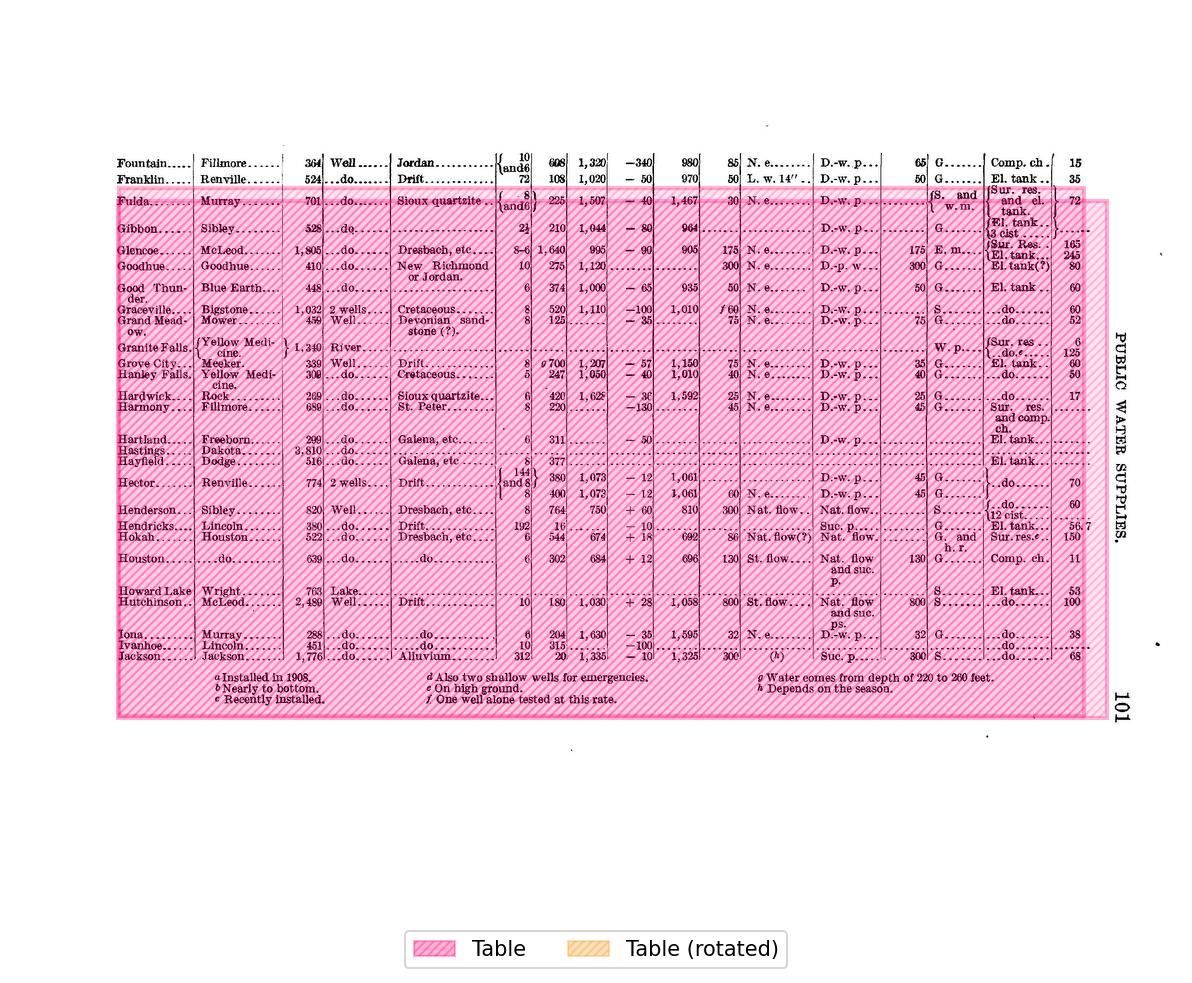 Fountain..... Fillmore...... 364 Well ...... Jordan........... { 10 and6 608 1,320 —340 980 85 N. e........ D.-w. p... 65 G....... Comp. ch . 15
Franklin..... Renville....... 524 ...do....... Drift............. 72 108 1,020 — 50 970 50 L. w. 14″ .. D.-w. p... 50 G....... El. tank .. 35
Fulda........ Murray....... 701 ...do....... Sioux quartzite .. { 8 and6 } 225 1,507 — 40 1,467 30 N. e........ D.-w. p... ........ {S. and w. m. {Sur. res. and el. tank. } 72
Gibbon...... Sibley......... 528 ...do. ................. 2½ 210 1,044 — 80 964 .......... ............ D.-w. p... ........ G....... {El. tank.. 3 cist .... } ......
Glencoe...... McLeod....... 1,805 ...do....... Dresbach, etc.... 8-6 1,640 995 — 90 905 175 N. e........ D.-w. p... 175 E. m.... {Sur. Res.. 165
{El. tank... 245
Goodhue.... Goodhue...... 410 ...do....... New Richmond or Jordan. 10 275 1,120 ........ ........ 300 N. e........ D.-p. w... 300 G....... El. tank(?) 80
Good Thunder. Blue Earth.... 448 ...do....... ................. 6 374 1,000 — 65 935 50 N. e........ D.-w. p... 50 G....... El. tank .. 60
Graceville.... Bigstone...... 1,032 2 wells.... Cretaceous....... 8 520 1,110 —100 1,010 f 60 N. e........ D.-w. p... ........ S....... ...do...... 60
Grand Meadow. Mower........ 459 Well....... Devonian sandstone (?). 8 125 ....... — 35 ........ 75 N. e........ D.-w. p... 75 G....... ...do...... 52
Granite Falls. {Yellow Medicine. } 1,340 River................ W. p.... {Sur. res .. 6
{..do.e.... 125
Grove City... Meeker........ 339 Well....... Drift............. 8 g 700 1,207 — 57 1,150 75 N. e........ D.-w. p... 35 G....... El. tank... 60
Hanley Falls. Yellow Medicine. 309 ...do....... Cretaceous....... 5 247 1,050 — 40 1,010 40 N. e........ D.-w. p... 40 G....... ...do...... 50
Hardwick.... Rock......... 269 ...do....... Sioux quartzite... 6 420 1,628 — 36 1,592 25 N. e........ D.-w. p... 25 G....... ...do...... 17
Harmony.... Fillmore...... 689 ...do....... St. Peter......... 8 220 ....... —130 ........ 45 N. e........ D.-w. p... 45 G....... Sur. res. and comp. ch. ......
Hartland..... Freeborn...... 299 ...do....... Galena, etc....... 6 311 ....... — 50 ........ ....... ............ D.-w. p... ........ ........ El. tank... ......
Hastings..... Dakota........ 3,810 ...do.......
Hayfield..... Dodge........ 516 ...do....... Galena, etc ...... 8 377 ........ El. tank... ......
Hector....... Renville...... 774 2 wells.... Drift............. { 144 and 8 } 380 1,073 — 12 1,061 ....... ............ D.-w. p... 45 G....... }..do...... 70
8 400 1,073 — 12 1,061 60 N. e........ D.-w. p... 45 G.......
Henderson... Sibley........ 820 Well....... Dresbach, etc.... 8 764 750 + 60 810 300 Nat. flow... Nat. flow.. ........ S....... {..do...... 12 cist.... 60
Hendricks... Lincoln....... 380 ...do....... Drift............. 192 16 ....... — 10 ........ ....... ............ Suc. p..... ........ G....... El. tank... 56.7
Hokah....... Houston...... 522 ...do....... Dresbach, etc.... 6 544 674 + 18 692 86 Nat. flow(?) Nat. flow. ........ G. and h. r. Sur. res.e.. 150
Houston..... ...do......... 639 ...do....... ....do........... 6 302 684 + 12 696 130 St. flow.... Nat. flow and suc. p. 130 G....... Comp. ch. 11
Howard Lake Wright....... 763 Lake....... S....... El. tank... 53
Hutchinson.. McLeod....... 2,489 Well....... Drift............. 10 180 1,030 + 28 1,058 800 St. flow.... Nat. flow and suc. ps. 800 S....... ...do...... 100
Iona......... Murray....... 288 ...do....... ....do........... 6 204 1,630 — 35 1,595 32 N. e........ D.-w. p... 32 G....... ...do...... 38
Ivanhoe...... Lincoln....... 451 ...do....... ....do........... 10 315 ....... —100 ........ ...do...... ......
Jackson...... Jackson....... 1,776 ...do....... Alluvium........ 312 20 1,335 — 10 1,325 300 (h) Suc. p..... 300 S....... ...do...... 68
a Installed in 1908.
b Nearly to bottom.
c Recently installed.
d Also two shallow wells for emergencies.
e On high ground.
f One well alone tested at this rate.
g Water comes from depth of 220 to 260 feet.
h Depends on the season.
PUBLIC WATER SUPPLIES.
101
Table
Table (rotated)